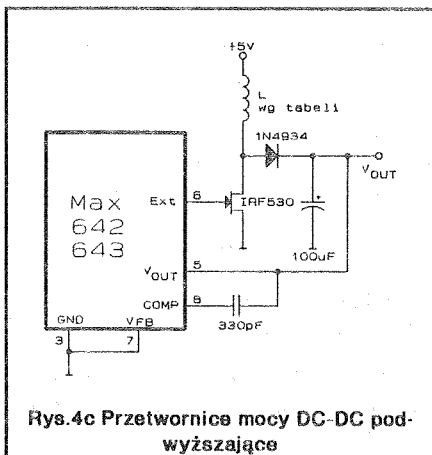 +5V
L
wg tabeli
1N4934
VOUT
Max
642
643
Ext
6
IRF530
100uF
VOUT
5
COMP
8
330pF
GND
VFB
3
7
Rys.4c Przetwornice mocy DC-DC pod-
wyższające